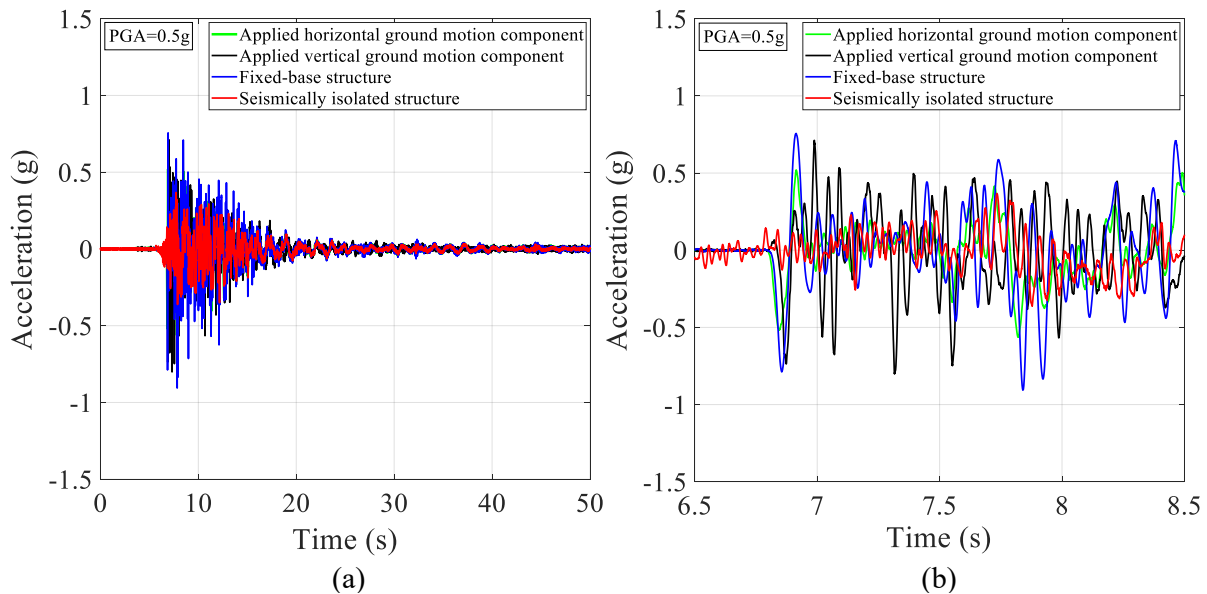 1.5
1
0.5
0
-0.5
-1
-1.5
Acceleration (g)
PGA=0.5g
Applied horizontal ground motion component
Applied vertical ground motion component
Fixed-base structure
Seismically isolated structure
0
10
20
30
40
50
Time (s)
(a)
1.5
1
0.5
0
-0.5
-1
-1.5
Acceleration (g)
PGA=0.5g
Applied horizontal ground motion component
Applied vertical ground motion component
Fixed-base structure
Seismically isolated structure
6.5
7
7.5
8
8.5
Time (s)
(b)